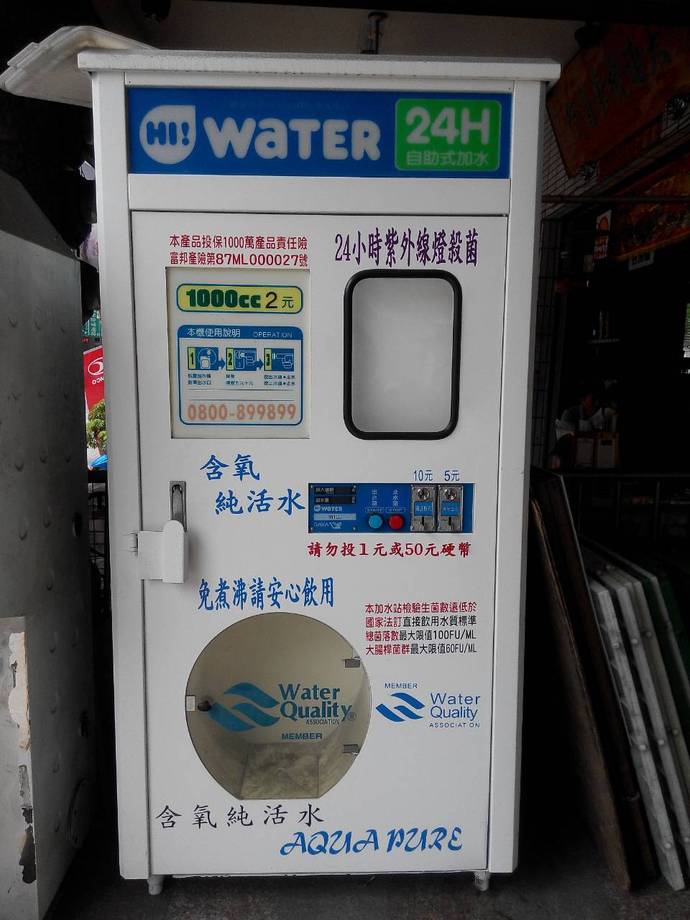 HI! WaTER
24H
自助式加水
本產品投保1000萬產品責任險
富邦產險第87ML000027號
24小時紫外線燈殺菌
1000cc 2元
本機使用說明 OPERATION
1 2 3
0800-899899
含氧
純活水
10元 5元
WATER
請勿投1元或50元硬幣
免煮沸請安心飲用
本加水站檢驗生菌數遠低於
國家法訂直接飲用水質標準
總菌落數最大限值100FU/ML
大腸桿菌群最大限值60FU/ML
Water
Quality
ASSOCIATION
MEMBER
MEMBER
Water
Quality
ASSOCIATION
含氧純活水
AQUA PURE